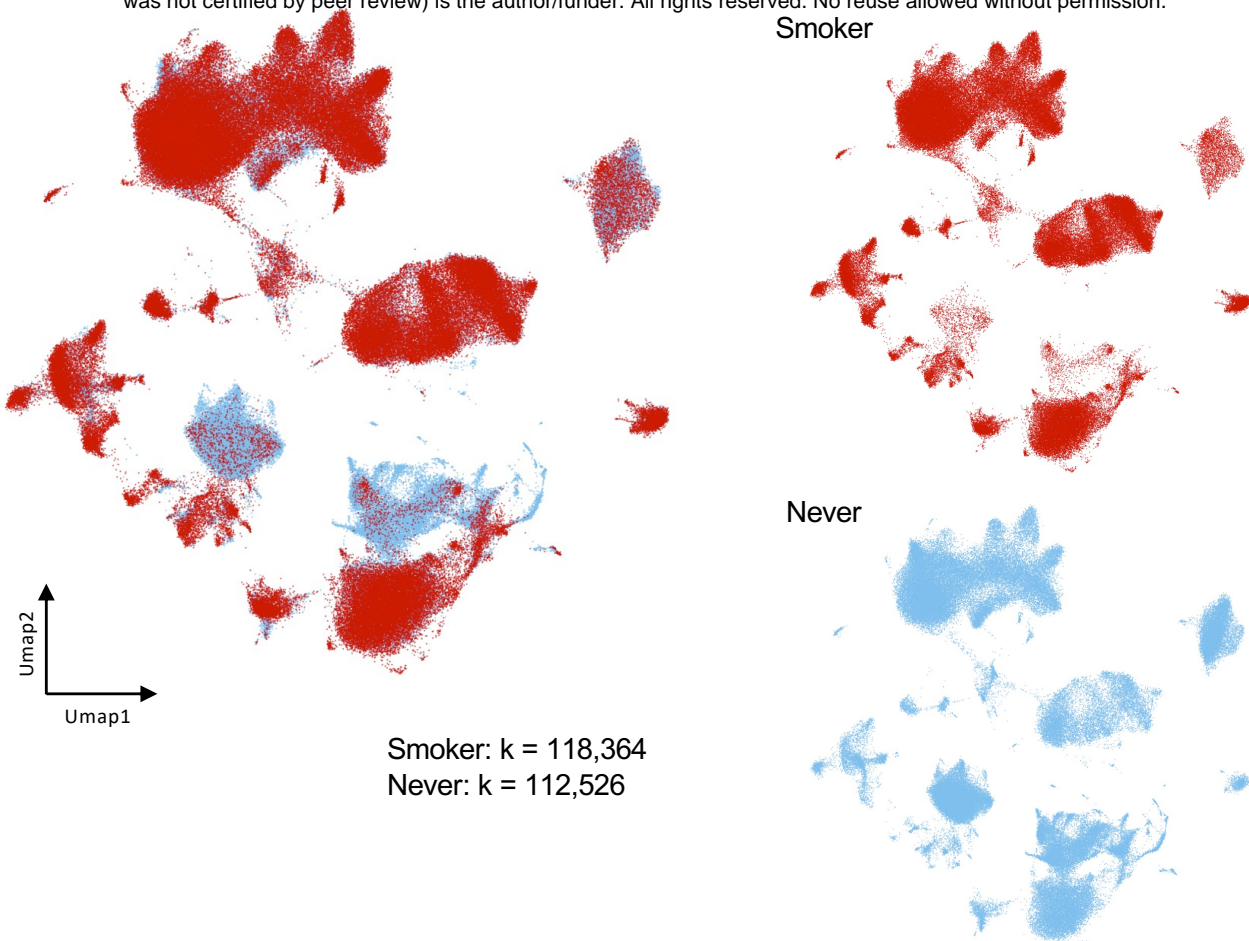 was not certified by peer review) is the author/funder. All rights reserved. No reuse allowed without permission.
Smoker
Never
Umap2
Umap1
Smoker: k = 118,364
Never: k = 112,526